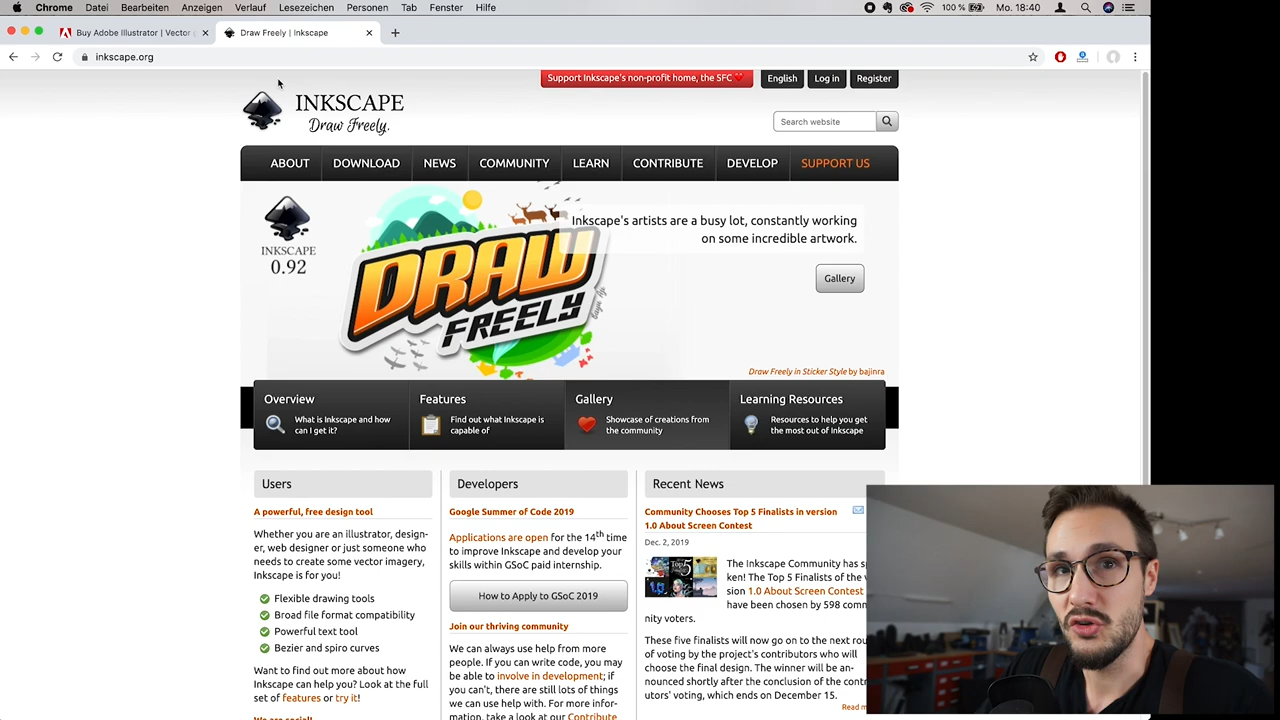 Chrome Datei Bearbeiten Anzeigen Verlauf Lesezeichen Personen Tab Fenster Hilfe 100 % Mo. 18:40
Buy Adobe Illustrator | Vector
Draw Freely | Inkscape
inkscape.org
Support Inkscape's non-profit home, the SFC
English
Log in
Register
INKSCAPE
Draw Freely.
Search website
ABOUT DOWNLOAD NEWS COMMUNITY LEARN CONTRIBUTE DEVELOP SUPPORT US
INKSCAPE
0.92
DRAW
FREELY
Inkscape's artists are a busy lot, constantly working
on some incredible artwork.
Gallery
Draw Freely in Sticker Style by bajinra
Overview
What is Inkscape and how
can I get it?
Features
Find out what Inkscape is
capable of
Gallery
Showcase of creations from
the community
Learning Resources
Resources to help you get
the most out of Inkscape
Users
A powerful, free design tool
Whether you are an illustrator, design-
er, web designer or just someone who
needs to create some vector imagery,
Inkscape is for you!
Flexible drawing tools
Broad file format compatibility
Powerful text tool
Bezier and spiro curves
Want to find out more about how
Inkscape can help you? Look at the full
set of features or try it!
We are social!
Developers
Google Summer of Code 2019
Applications are open for the 14th time
to improve Inkscape and develop your
skills within GSoC paid internship.
How to Apply to GSoC 2019
Join our thriving community
We can always use help from more
people. If you can write code, you may
be able to involve in development; if
you can't, there are still lots of things
we can use help with. For more infor-
mation, take a look at our Contribute
Recent News
Community Chooses Top 5 Finalists in version
1.0 About Screen Contest
Dec. 2, 2019
Top 5
The Inkscape Community has sp
ken! The Top 5 Finalists of the v
sion 1.0 About Screen Contest
have been chosen by 598 comm
nity voters.
These five finalists will now go on to the next rou
of voting by the project's contributors who will
choose the final design. The winner will be an-
nounced shortly after the conclusion of the contr
utors' voting, which ends on December 15.
Read m